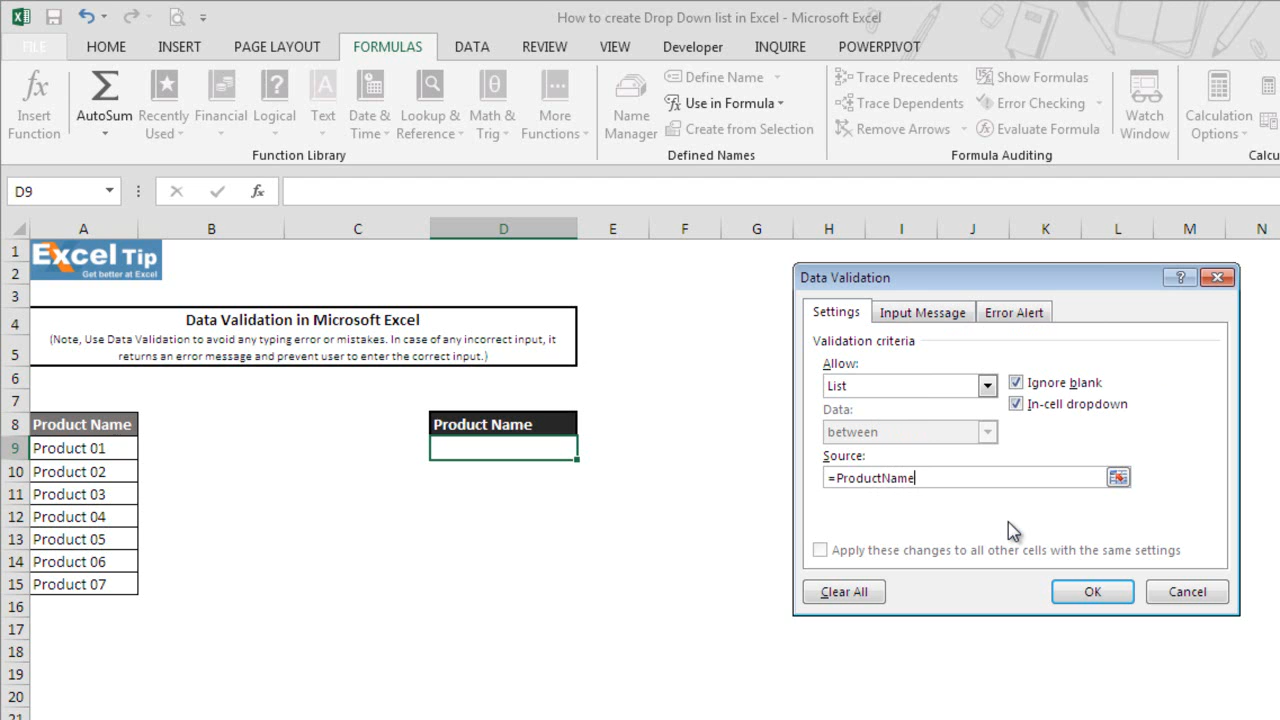 How to create Drop Down list in Excel - Microsoft Excel
FILE HOME INSERT PAGE LAYOUT FORMULAS DATA REVIEW VIEW Developer INQUIRE POWERPIVOT
Insert Function
AutoSum
Recently Used
Financial
Logical
Text
Date & Time
Lookup & Reference
Math & Trig
More Functions
Function Library
Name Manager
Define Name
Use in Formula
Create from Selection
Defined Names
Trace Precedents
Trace Dependents
Remove Arrows
Show Formulas
Error Checking
Evaluate Formula
Formula Auditing
Watch Window
Calculation Options
Calcu
D9
fx
A B C D E F G H I J K L M N
1
2
Excel Tip
Get better at Excel
3
4
Data Validation in Microsoft Excel
5
(Note, Use Data Validation to avoid any typing error or mistakes. In case of any incorrect input, it
returns an error message and prevent user to enter the correct input.)
6
7
8 Product Name Product Name
9 Product 01
10 Product 02
11 Product 03
12 Product 04
13 Product 05
14 Product 06
15 Product 07
16
17
18
19
20
21
Data Validation
Settings Input Message Error Alert
Validation criteria
Allow:
List
Ignore blank
In-cell dropdown
Data:
between
Source:
=ProductName
Apply these changes to all other cells with the same settings
Clear All OK Cancel